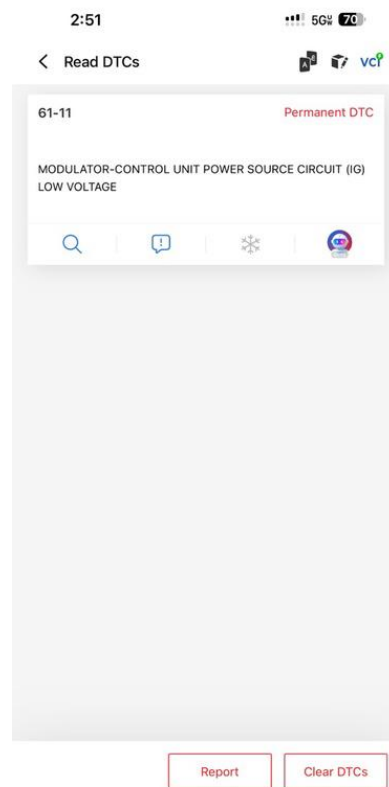 2:51
5G 70
Read DTCs
A
vci
61-11
Permanent DTC
MODULATOR-CONTROL UNIT POWER SOURCE CIRCUIT (IG)
LOW VOLTAGE
Report
Clear DTCs